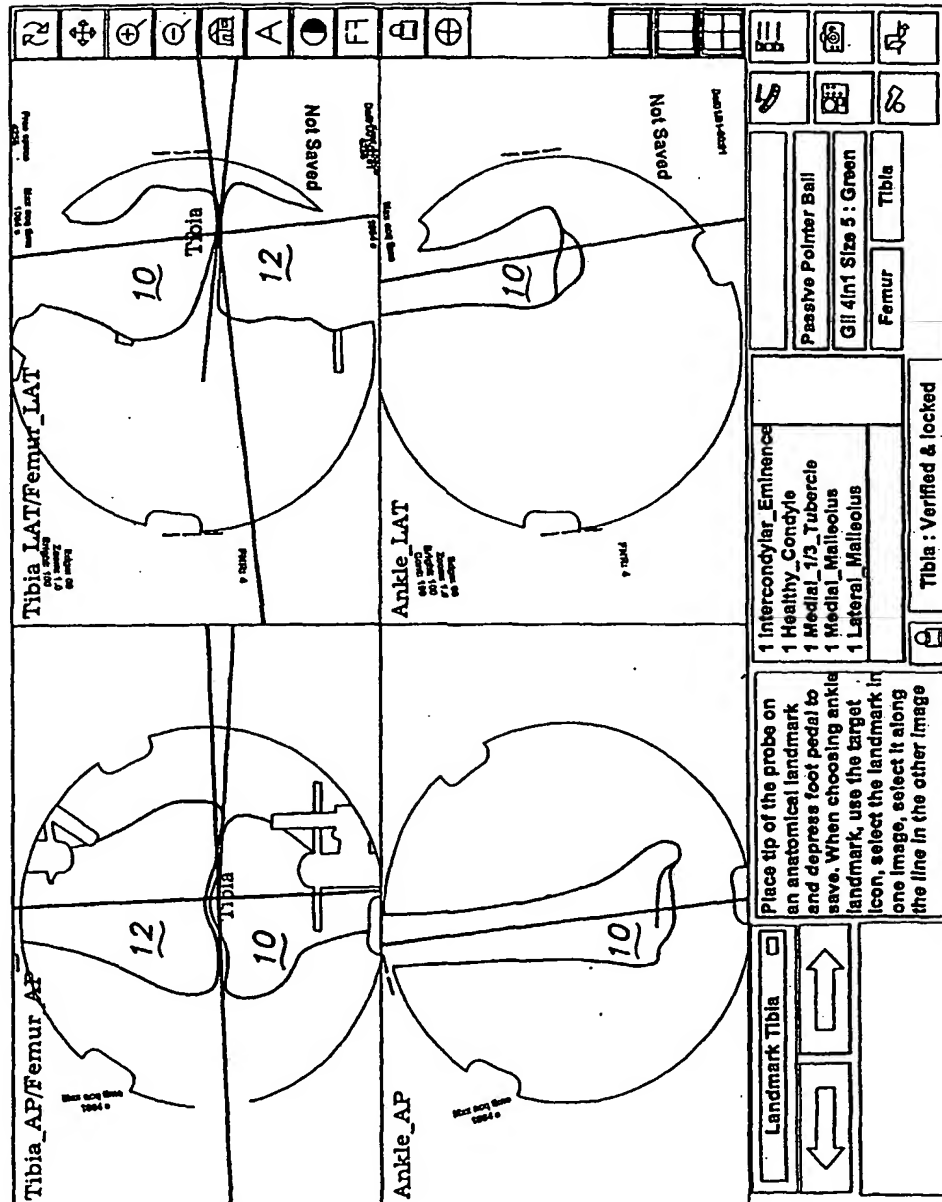 Tibia_AP/Femur_AP
12
Tibia
10
Tibia_LAT/Femur_LAT
10
Tibia
12
Not Saved
Ankle_AP
10
Ankle_LAT
10
Not Saved
Landmark Tibia
Place tip of the probe on
an anatomical landmark
and depress foot pedal to
save. When choosing ankle
landmark, use the target
icon, select the landmark in
one image, select it along
the line in the other image
1 Intercondylar_Eminence
1 Healthy_Condyle
1 Medial_1/3_Tubercle
1 Medial_Malleolus
1 Lateral_Malleolus
Tibia : Verified & locked
Passive Pointer Ball
GII 4in1 Size 5 : Green
Femur
Tibia
A